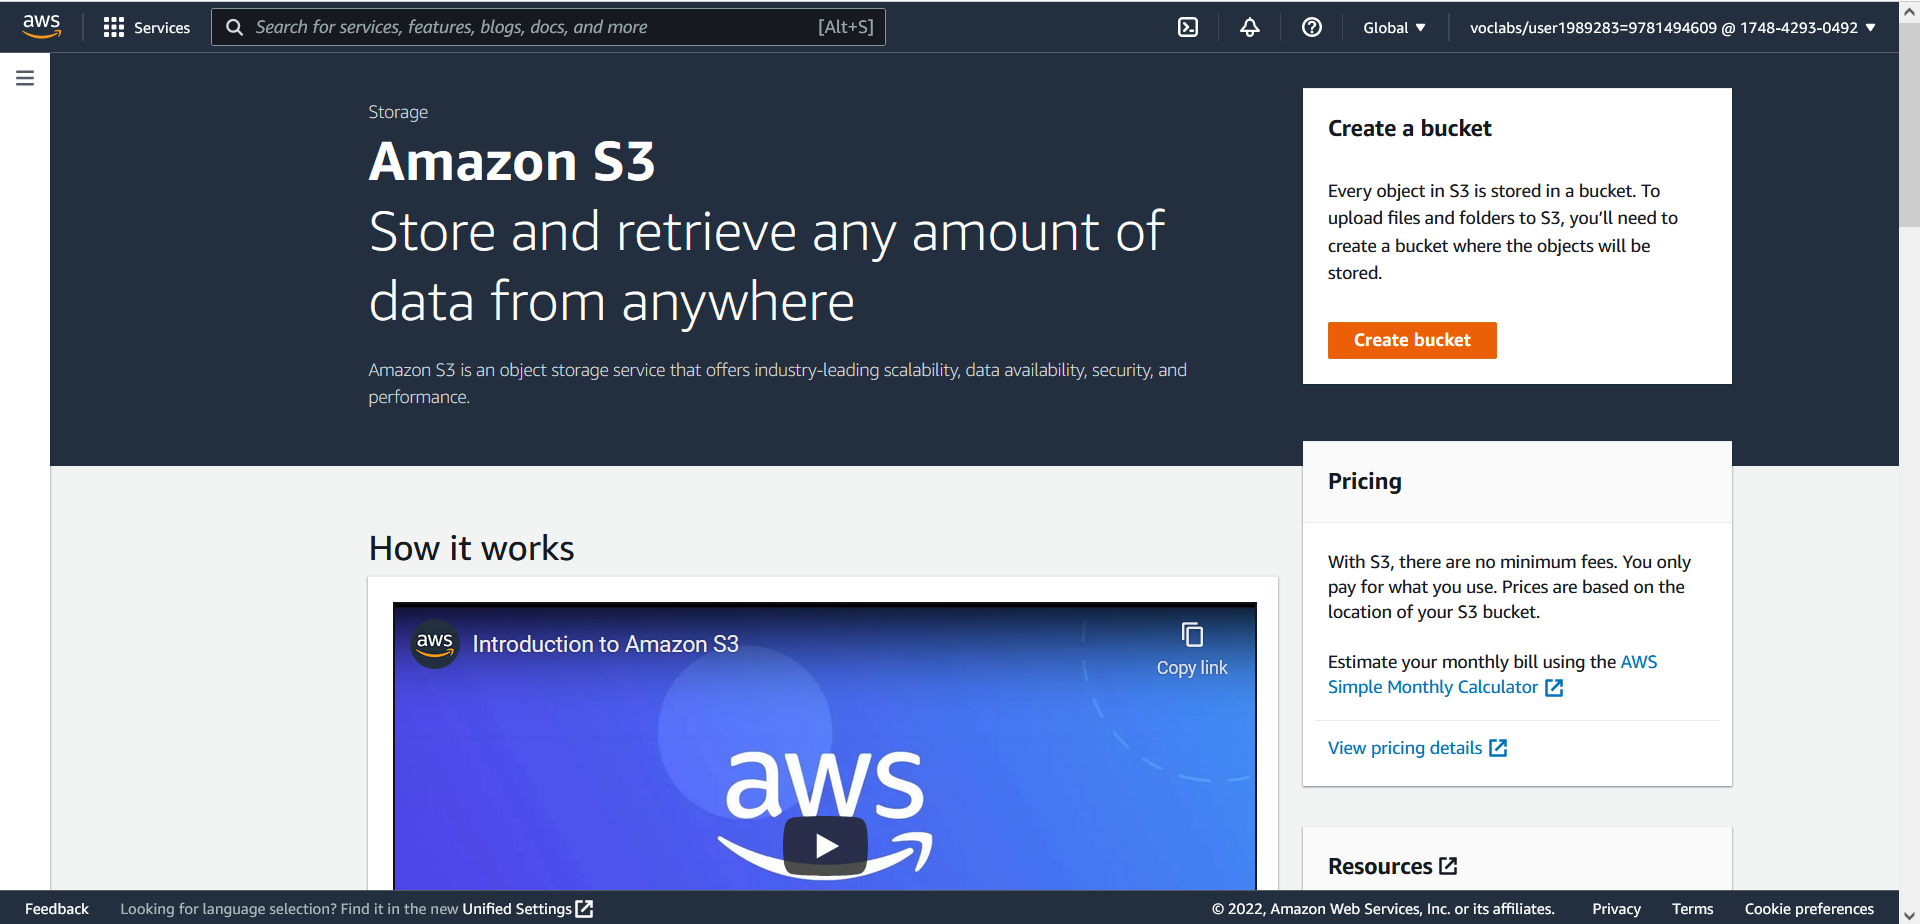 aws
Services
Search for services, features, blogs, docs, and more
[Alt+S]
Global
voclabs/user1989283=9781494609 @ 1748-4293-0492
Storage
Amazon S3
Store and retrieve any amount of
data from anywhere
Amazon S3 is an object storage service that offers industry-leading scalability, data availability, security, and
performance.
Create a bucket
Every object in S3 is stored in a bucket. To
upload files and folders to S3, you’ll need to
create a bucket where the objects will be
stored.
Create bucket
Pricing
With S3, there are no minimum fees. You only
pay for what you use. Prices are based on the
location of your S3 bucket.
Estimate your monthly bill using the AWS
Simple Monthly Calculator
View pricing details
Resources
How it works
aws
Introduction to Amazon S3
Copy link
aws
Feedback
Looking for language selection? Find it in the new Unified Settings
© 2022, Amazon Web Services, Inc. or its affiliates.
Privacy
Terms
Cookie preferences